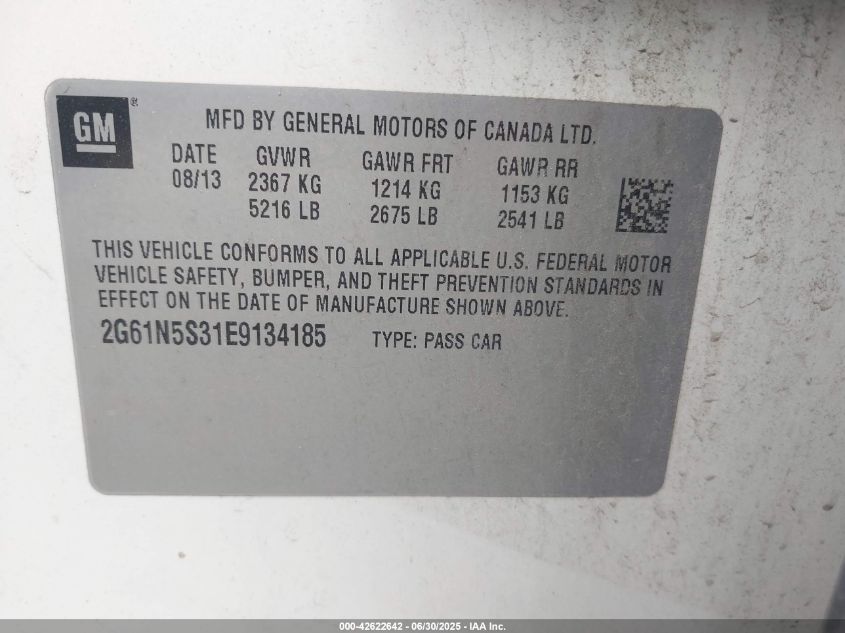 GM®
MFD BY GENERAL MOTORS OF CANADA LTD.
DATE GVWR GAWR FRT GAWR RR
08/13 2367 KG 1214 KG 1153 KG
5216 LB 2675 LB 2541 LB
THIS VEHICLE CONFORMS TO ALL APPLICABLE U.S. FEDERAL MOTOR
VEHICLE SAFETY, BUMPER, AND THEFT PREVENTION STANDARDS IN
EFFECT ON THE DATE OF MANUFACTURE SHOWN ABOVE.
2G61N5S31E9134185 TYPE: PASS CAR
000-42622642 - 06/30/2025 - IAA Inc.